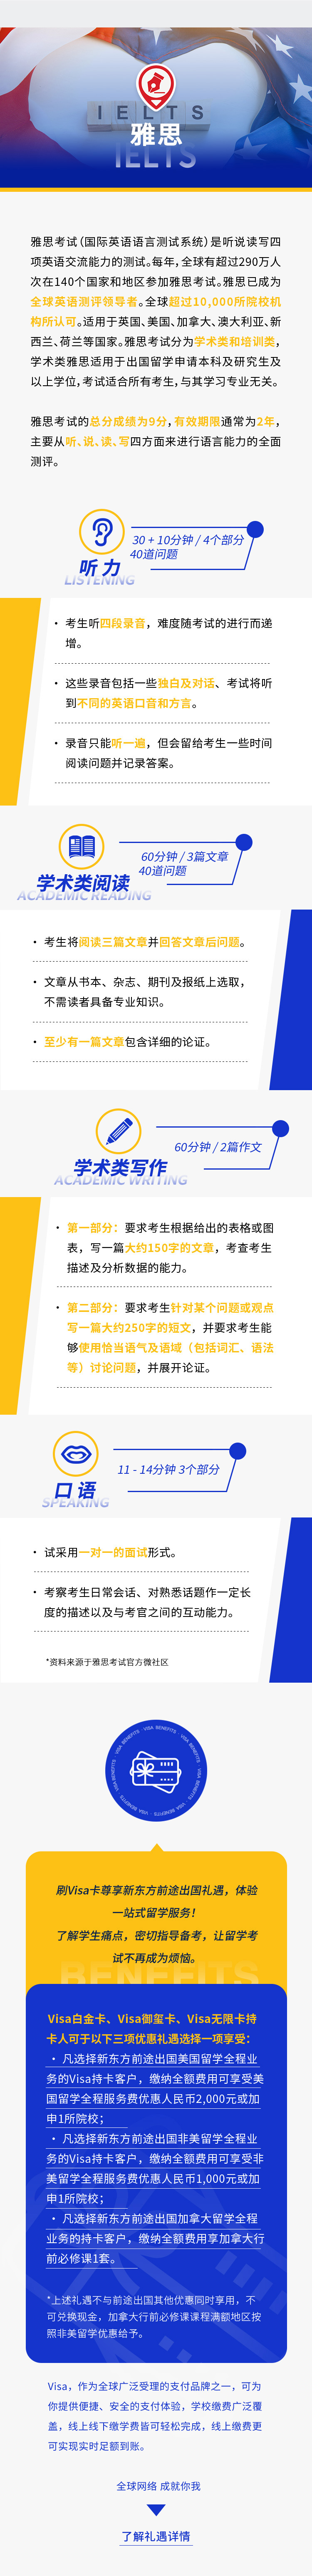 IELTS
雅思
IELTS
雅思考试（国际英语语言测试系统）是听说读写四
项英语交流能力的测试。每年，全球有超过290万人
次在140个国家和地区参加雅思考试。雅思已成为
全球英语测评领导者。全球超过10,000所院校机
构所认可。适用于英国、美国、加拿大、澳大利亚、新
西兰、荷兰等国家。雅思考试分为学术类和培训类，
学术类雅思适用于出国留学申请本科及研究生及
以上学位，考试适合所有考生，与其学习专业无关。
雅思考试的总分成绩为9分，有效期限通常为2年，
主要从听、说、读、写四方面来进行语言能力的全面
测评。
30 + 10分钟 / 4个部分
40道问题
听 力
LISTENING
· 考生听四段录音，难度随考试的进行而递
增。
· 这些录音包括一些独白及对话、考试将听
到不同的英语口音和方言。
· 录音只能听一遍，但会留给考生一些时间
阅读问题并记录答案。
60分钟 / 3篇文章
40道问题
学术类阅读
ACADEMIC READING
· 考生将阅读三篇文章并回答文章后问题。
· 文章从书本、杂志、期刊及报纸上选取，
不需读者具备专业知识。
· 至少有一篇文章包含详细的论证。
60分钟 / 2篇作文
学术类写作
ACADEMIC WRITING
· 第一部分：要求考生根据给出的表格或图
表，写一篇大约150字的文章，考查考生
描述及分析数据的能力。
· 第二部分：要求考生针对某个问题或观点
写一篇大约250字的短文，并要求考生能
够使用恰当语气及语域（包括词汇、语法
等）讨论问题，并展开论证。
11 - 14分钟 3个部分
口 语
SPEAKING
· 试采用一对一的面试形式。
· 考察考生日常会话、对熟悉话题作一定长
度的描述以及与考官之间的互动能力。
*资料来源于雅思考试官方微社区
VISA BENEFITS · VISA BENEFITS · VISA BENEFITS · VISA BENEFITS · VISA BENEFITS · VISA BENEFITS
刷Visa卡尊享新东方前途出国礼遇，体验
一站式留学服务！
了解学生痛点，密切指导备考，让留学考
试不再成为烦恼。
BENEFITS
Visa白金卡、Visa御玺卡、Visa无限卡持
卡人可于以下三项优惠礼遇选择一项享受：
· 凡选择新东方前途出国美国留学全程业
务的Visa持卡客户，缴纳全额费用可享受美
国留学全程服务费优惠人民币2,000元或加
申1所院校；
· 凡选择新东方前途出国非美留学全程业
务的Visa持卡客户，缴纳全额费用可享受非
美留学全程服务费优惠人民币1,000元或加
申1所院校；
· 凡选择新东方前途出国加拿大留学全程
业务的持卡客户，缴纳全额费用享加拿大行
前必修课1套。
*上述礼遇不与前途出国其他优惠同时享用，不
可兑换现金，加拿大行前必修课课程满额地区按
照非美留学优惠给予。
Visa，作为全球广泛受理的支付品牌之一，可为
你提供便捷、安全的支付体验，学校缴费广泛覆
盖，线上线下缴学费皆可轻松完成，线上缴费更
可实现实时足额到账。
全球网络 成就你我
了解礼遇详情